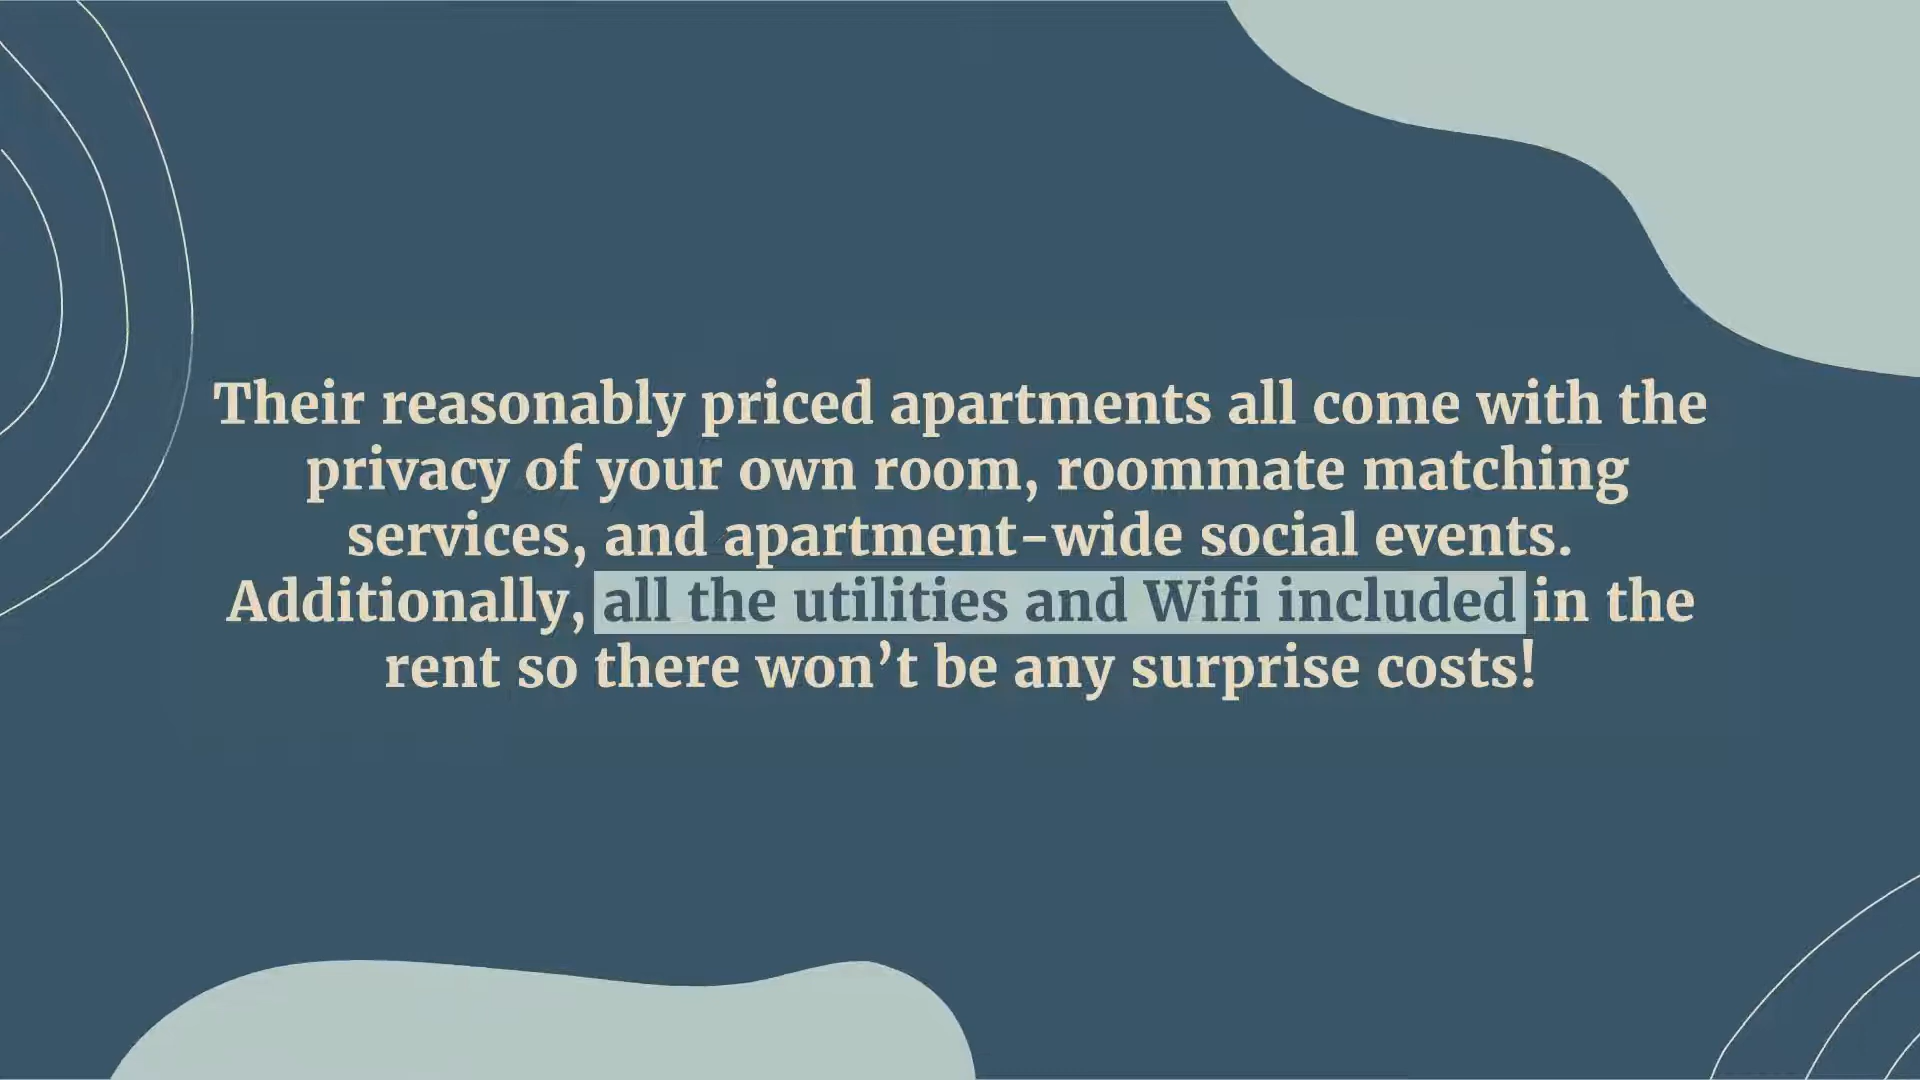 Their reasonably priced apartments all come with the
privacy of your own room, roommate matching
services, and apartment-wide social events.
Additionally, all the utilities and Wifi included in the
rent so there won’t be any surprise costs!